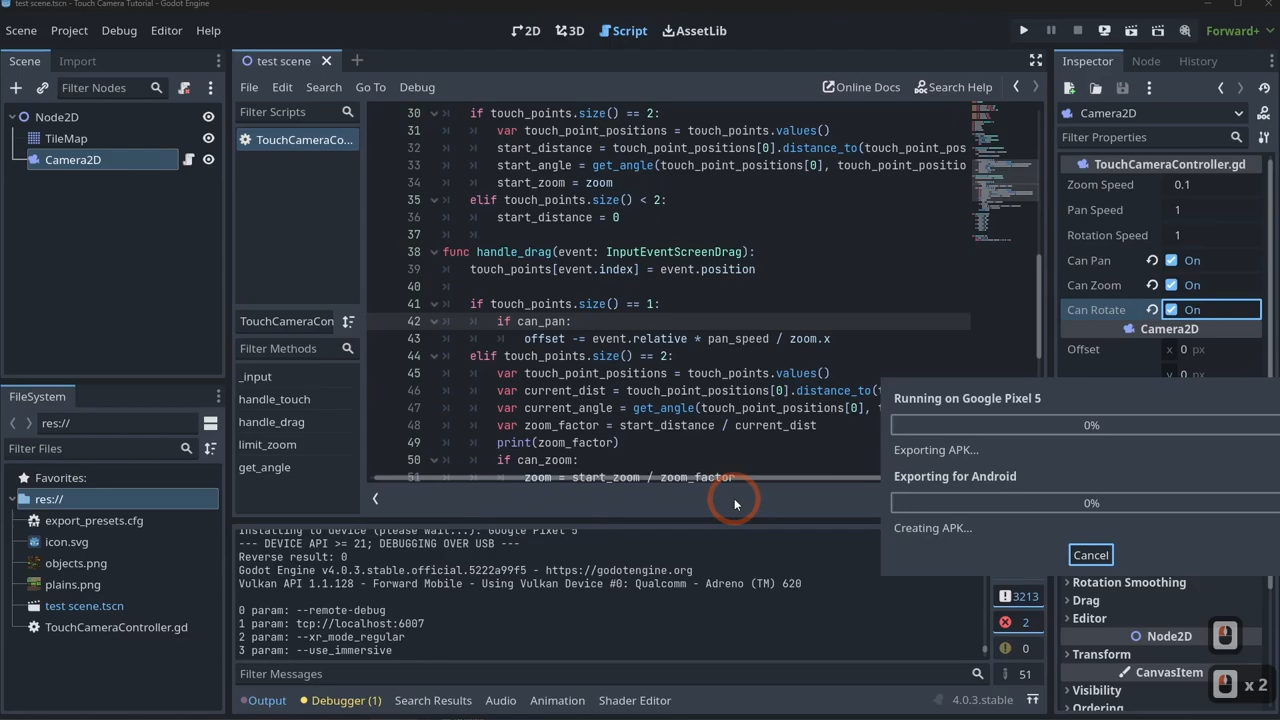 test scene.tscn - Touch Camera Tutorial - Godot Engine
Scene Project Debug Editor Help
2D 3D Script AssetLib
Forward+
Scene Import
Filter Nodes
Node2D
TileMap
Camera2D
test scene
File Edit Search Go To Debug
Online Docs Search Help
Filter Scripts
TouchCameraCo...
TouchCameraCon
Filter Methods
_input
handle_touch
handle_drag
limit_zoom
get_angle
30 if touch_points.size() == 2:
31 var touch_point_positions = touch_points.values()
32 start_distance = touch_point_positions[0].distance_to(touch_point_pos
33 start_angle = get_angle(touch_point_positions[0], touch_point_positio
34 start_zoom = zoom
35 elif touch_points.size() < 2:
36 start_distance = 0
37
38 func handle_drag(event: InputEventScreenDrag):
39 touch_points[event.index] = event.position
40
41 if touch_points.size() == 1:
42 if can_pan:
43 offset -= event.relative * pan_speed / zoom.x
44 elif touch_points.size() == 2:
45 var touch_point_positions = touch_points.values()
46 var current_dist = touch_point_positions[0].distance_to(t
47 var current_angle = get_angle(touch_point_positions[0],
48 var zoom_factor = start_distance / current_dist
49 print(zoom_factor)
50 if can_zoom:
51 zoom = start_zoom / zoom_factor
Inspector Node History
Camera2D
Filter Properties
TouchCameraController.gd
Zoom Speed 0.1
Pan Speed 1
Rotation Speed 1
Can Pan On
Can Zoom On
Can Rotate On
Camera2D
Offset x 0 px
y 0 px
Running on Google Pixel 5
0%
Exporting APK...
Exporting for Android
0%
Creating APK...
Cancel
Rotation Smoothing
Drag
Editor
Node2D
Transform
CanvasItem
Visibility
Ordering
x 2
FileSystem
res://
Filter Files
Favorites:
res://
export_presets.cfg
icon.svg
objects.png
plains.png
test scene.tscn
TouchCameraController.gd
Installing to device (please wait...): Google Pixel 5
--- DEVICE API >= 21; DEBUGGING OVER USB ---
Reverse result: 0
Godot Engine v4.0.3.stable.official.5222a99f5 - https://godotengine.org
Vulkan API 1.1.128 - Forward Mobile - Using Vulkan Device #0: Qualcomm - Adreno (TM) 620
0 param: --remote-debug
1 param: tcp://localhost:6007
2 param: --xr_mode_regular
3 param: --use_immersive
3213
2
0
51
Filter Messages
Output Debugger (1) Search Results Audio Animation Shader Editor
4.0.3.stable